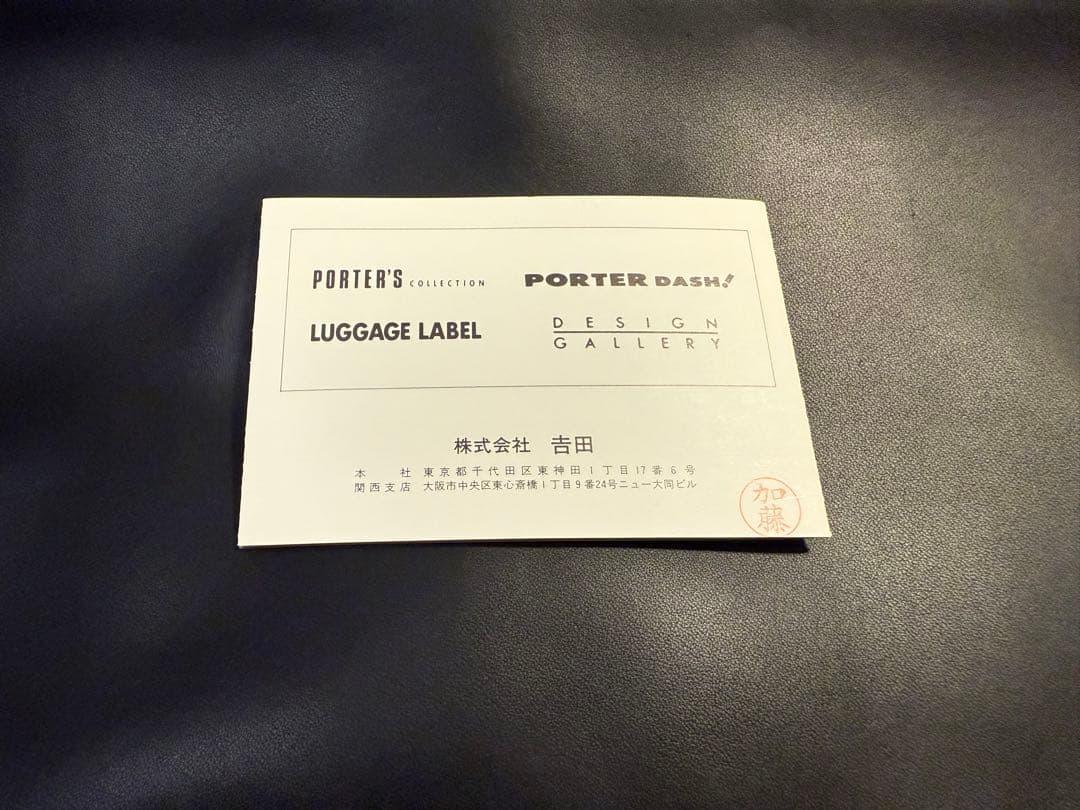 PORTER'S COLLECTION
PORTER DASH!
LUGGAGE LABEL
DESIGN
GALLERY
株式会社 𠮷田
本社 東京都千代田区東神田1丁目17番6号
関西支店 大阪市中央区東心斎橋1丁目9番24号ニュー大同ビル
加藤